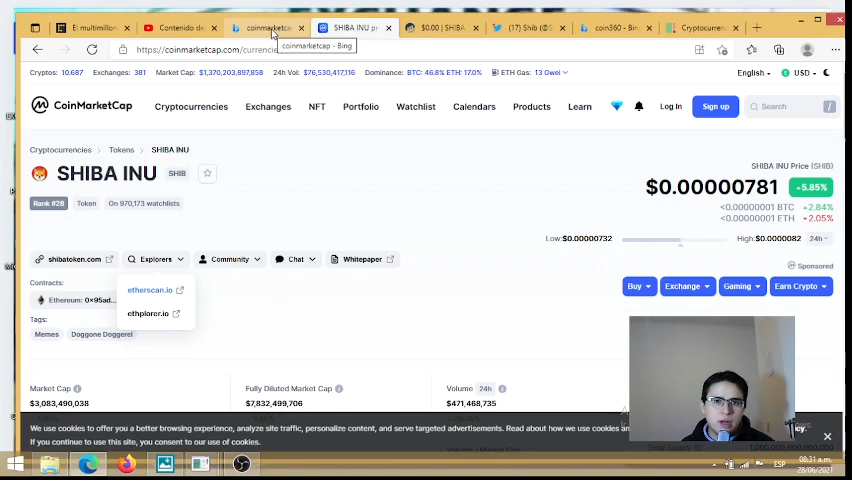 El multimillon
Contenido de
coinmarketca
SHIBA INU pr
$0.00 | SHIBA
(17) Shib (@S
coin360 - Bing
Cryptocurrenc
https://coinmarketcap.com/currencie
coinmarketcap - Bing
Cryptos: 10.687 Exchanges: 381 Market Cap: $1,370,203,897,958 24h Vol: $76,530,417,116 Dominance: BTC: 46.8% ETH: 17.0% ETH Gas: 13 Gwei
English USD
CoinMarketCap
Cryptocurrencies Exchanges NFT Portfolio Watchlist Calendars Products Learn Log In Sign up Search /
Cryptocurrencies Tokens SHIBA INU
SHIBA INU SHIB
Rank #28 Token On 970,173 watchlists
SHIBA INU Price (SHIB)
$0.00000781 5.85%
<0.00000001 BTC 2.84%
<0.00000001 ETH 2.05%
Low:$0.00000732 High:$0.0000082 24h
shibatoken.com Explorers Community Chat Whitepaper
etherscan.io
ethplorer.io
Sponsored
Buy Exchange Gaming Earn Crypto
Contracts:
Ethereum: 0x95ad...
Tags:
Memes Doggone Doggerel
Market Cap
$3,083,490,038
Fully Diluted Market Cap
$7,832,499,706
Volume 24h
$471,468,735
We use cookies to offer you a better browsing experience, analyze site traffic, personalize content, and serve targeted advertisements. Read about how we use cookies
If you continue to use this site, you consent to our use of cookies.
ESP
08:31 a.m.
28/06/2021